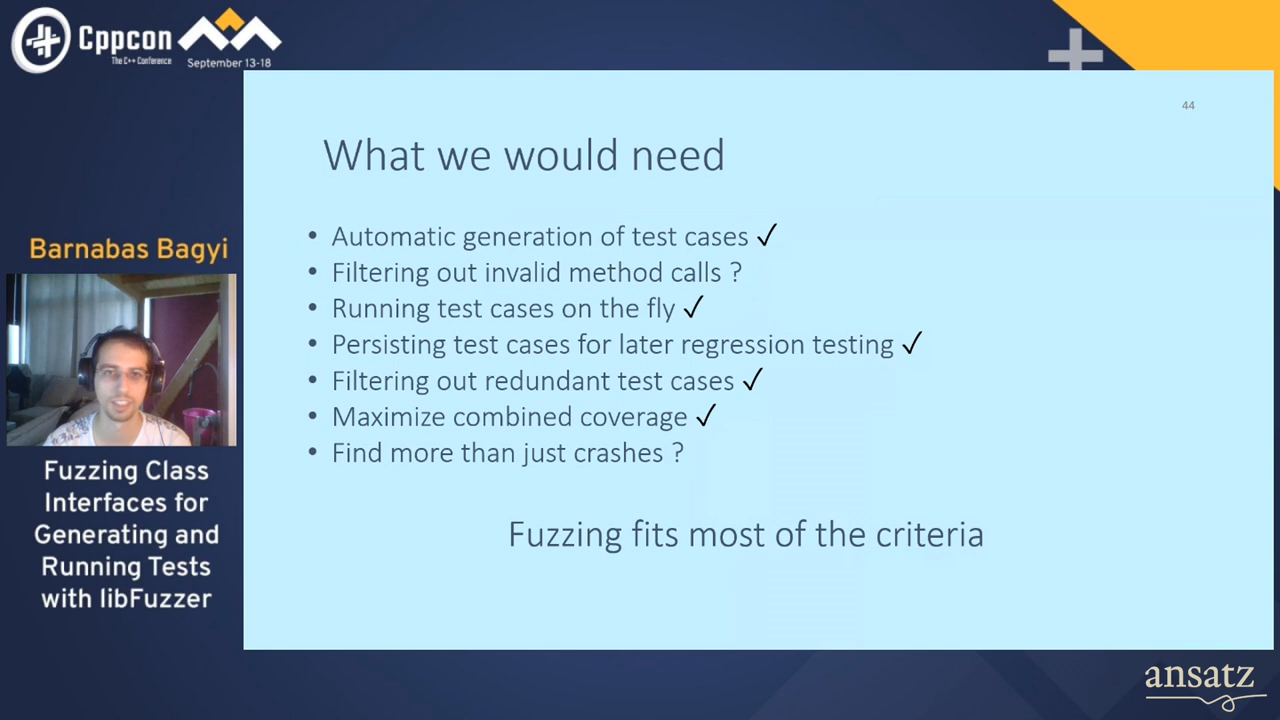 Cppcon
The C++ Conference
September 13-18
44
What we would need
• Automatic generation of test cases ✓
• Filtering out invalid method calls ?
• Running test cases on the fly ✓
• Persisting test cases for later regression testing ✓
• Filtering out redundant test cases ✓
• Maximize combined coverage ✓
• Find more than just crashes ?
Fuzzing fits most of the criteria
Barnabas Bagyi
Fuzzing Class
Interfaces for
Generating and
Running Tests
with libFuzzer
ansatz